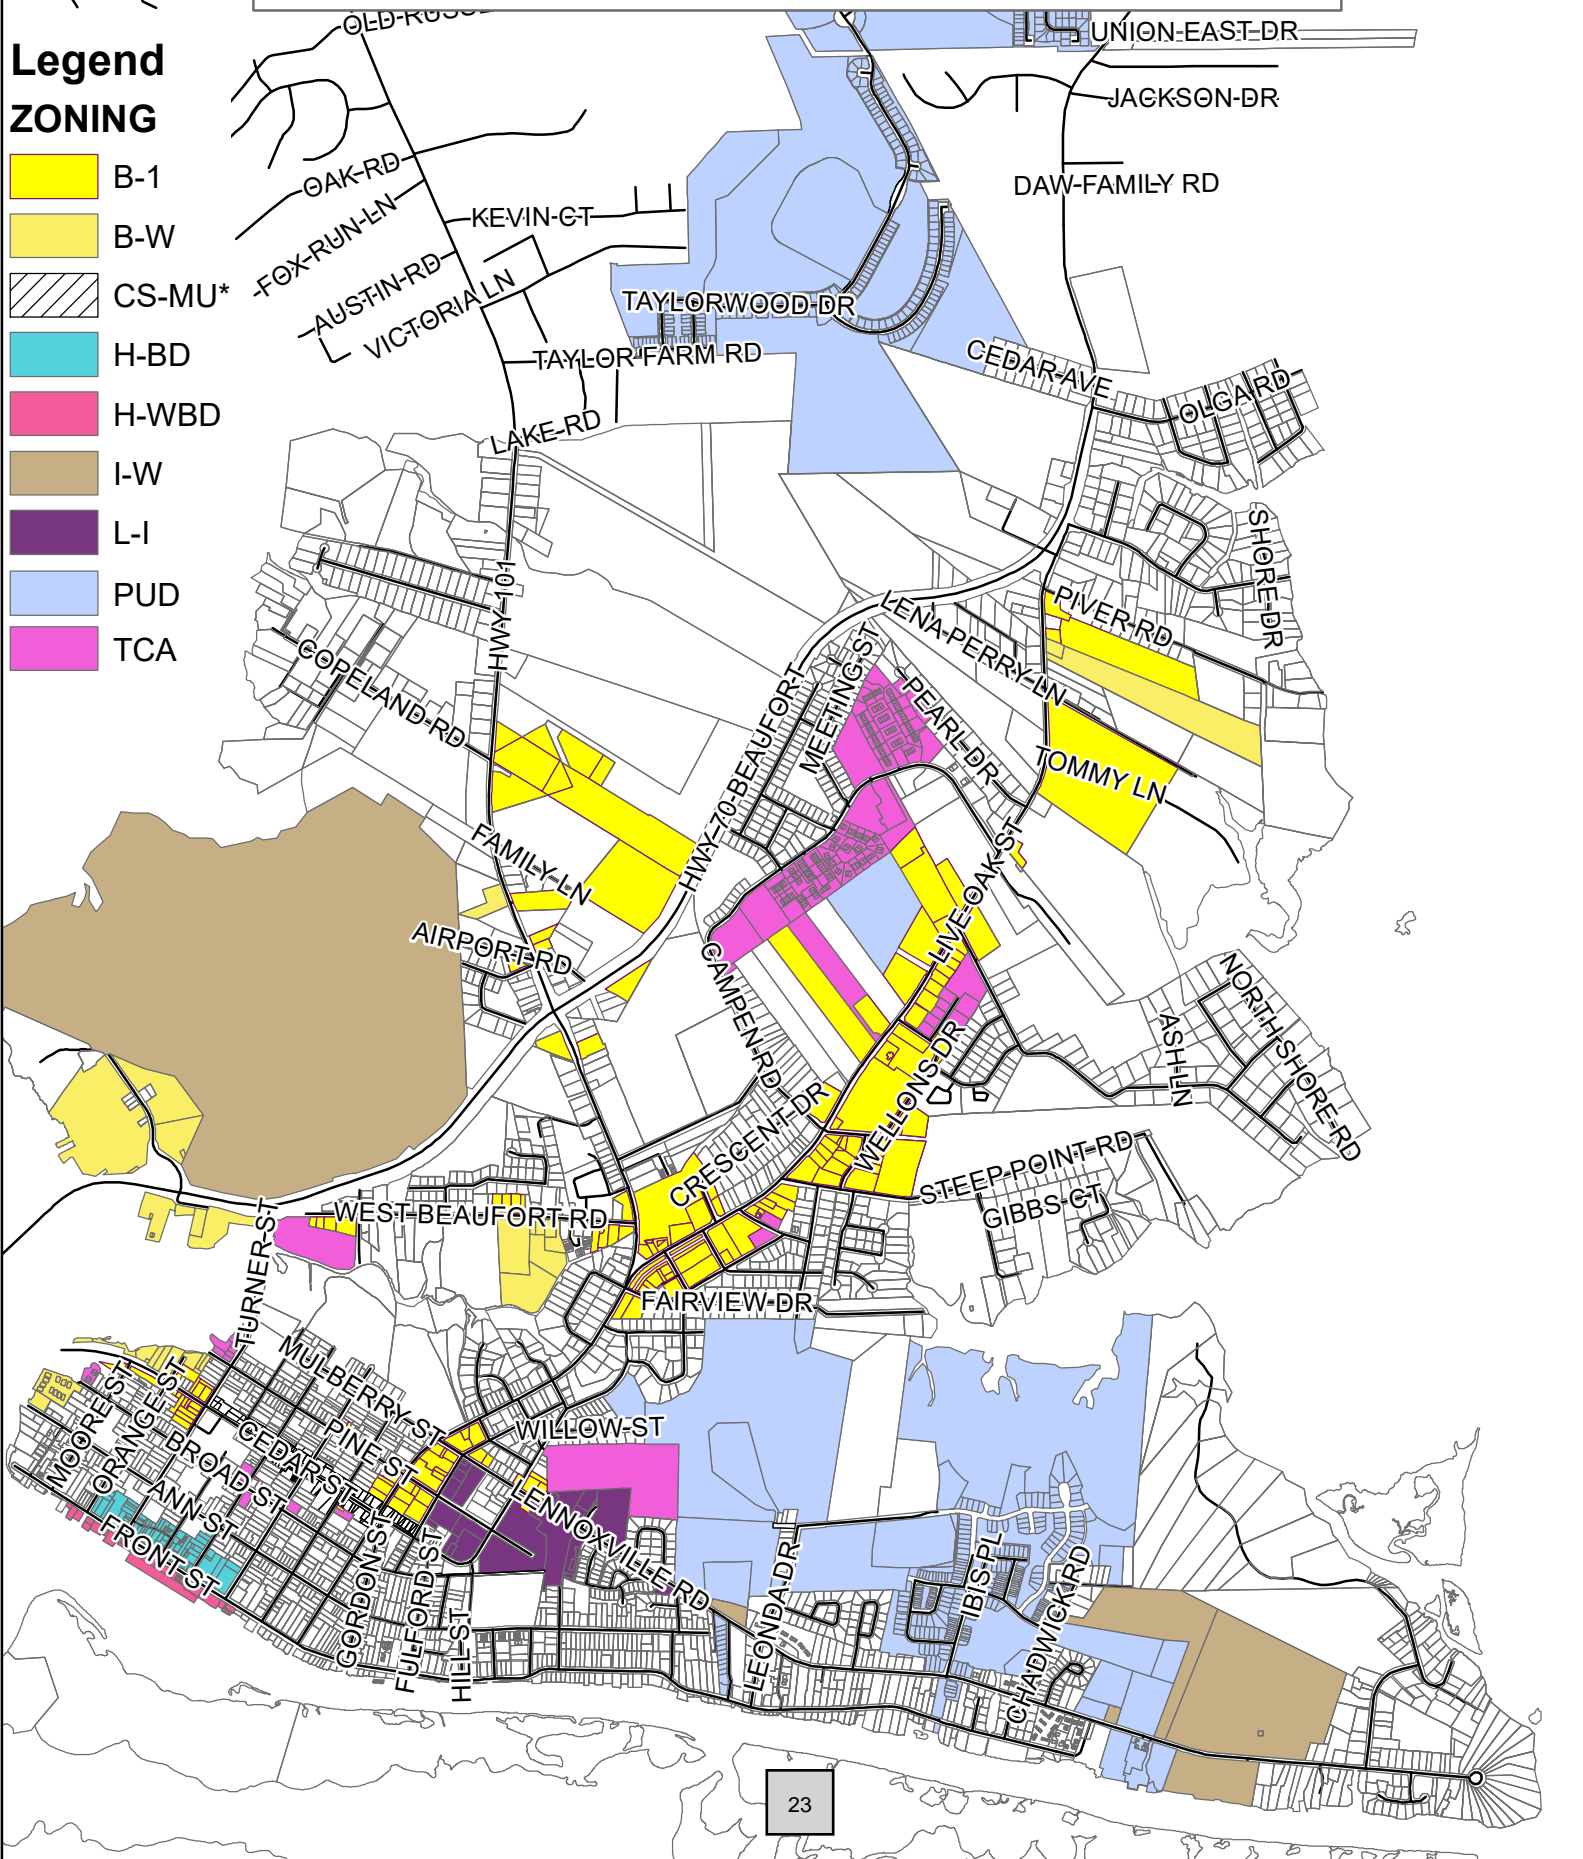 Legend
ZONING
B-1
B-W
CS-MU*
H-BD
H-WBD
I-W
L-I
PUD
TCA
UNION EAST DR
JACKSON DR
DAW FAMILY RD
OAK RD
FOX RUN LN
KEVIN CT
AUSTIN RD
VICTORIA LN
TAYLORWOOD DR
TAYLOR FARM RD
CEDAR AVE
OLGA RD
LAKE RD
SHORE DR
HWY 101
PIVER RD
LENA PERRY LN
COPELAND RD
MEETING ST
PEARL DR
HWY 70 BEAUFORT
TOMMY LN
FAMILY LN
LIVE OAK ST
AIRPORT RD
CAMPEN RD
NORTH SHORE RD
ASH LN
WELLONS DR
CRESCENT DR
STEEP POINT RD
GIBBS CT
WEST BEAUFORT RD
TURNER ST
FAIRVIEW DR
MULBERRY ST
MOORE ST
ORANGE ST
PINE ST
WILLOW ST
CEDAR ST
BROAD ST
ANN ST
FRONT ST
LENNOXVILLE RD
GORDON ST
FULFORD ST
HILL ST
LEONDA DR
IBIS PL
CHADWICK RD
23